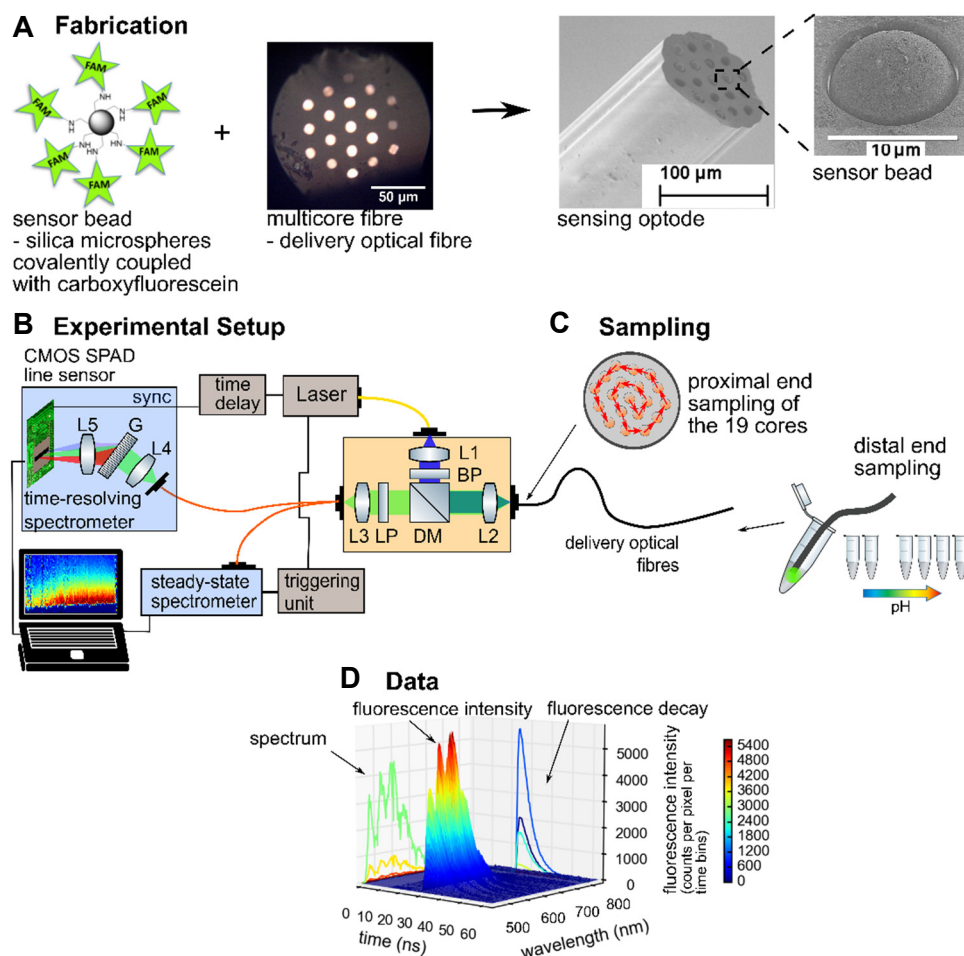 A Fabrication
FAM
NH
FAM
FAM
HN
NH
HN
NH
HN
HN
FAM
FAM
FAM
+
50 µm
100 µm
10 µm
sensor bead
- silica microspheres
covalently coupled
with carboxyfluorescein
multicore fibre
- delivery optical fibre
sensing optode
sensor bead
B Experimental Setup
CMOS SPAD
line sensor
sync
time
delay
Laser
L5
G
L4
time-resolving
spectrometer
L1
BP
L3
LP
DM
L2
steady-state
spectrometer
triggering
unit
C Sampling
proximal end
sampling of
the 19 cores
distal end
sampling
delivery optical
fibres
pH
D Data
fluorescence intensity
fluorescence decay
spectrum
0
10
20
30
40
50
60
time (ns)
500
600
700
800
wavelength (nm)
5000
4000
3000
2000
1000
0
fluorescence intensity
(counts per pixel per
time bins)
5400
4800
4200
3600
3000
2400
1800
1200
600
0